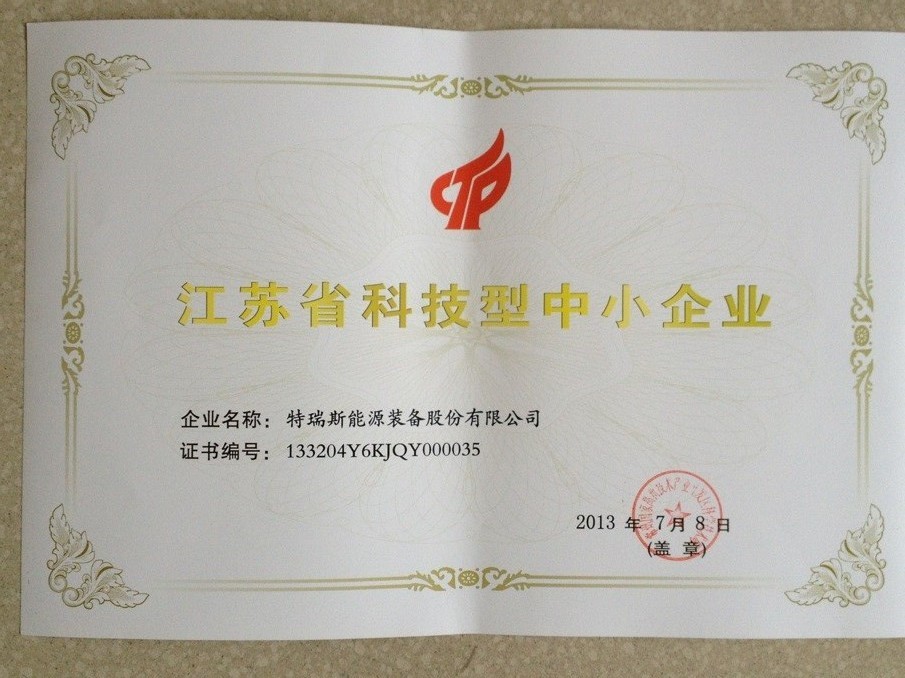 CTP
江苏省科技型中小企业
企业名称：特瑞斯能源装备股份有限公司
证书编号：133204Y6KJQY000035
2013 年 7 月 8 日
(盖 章)